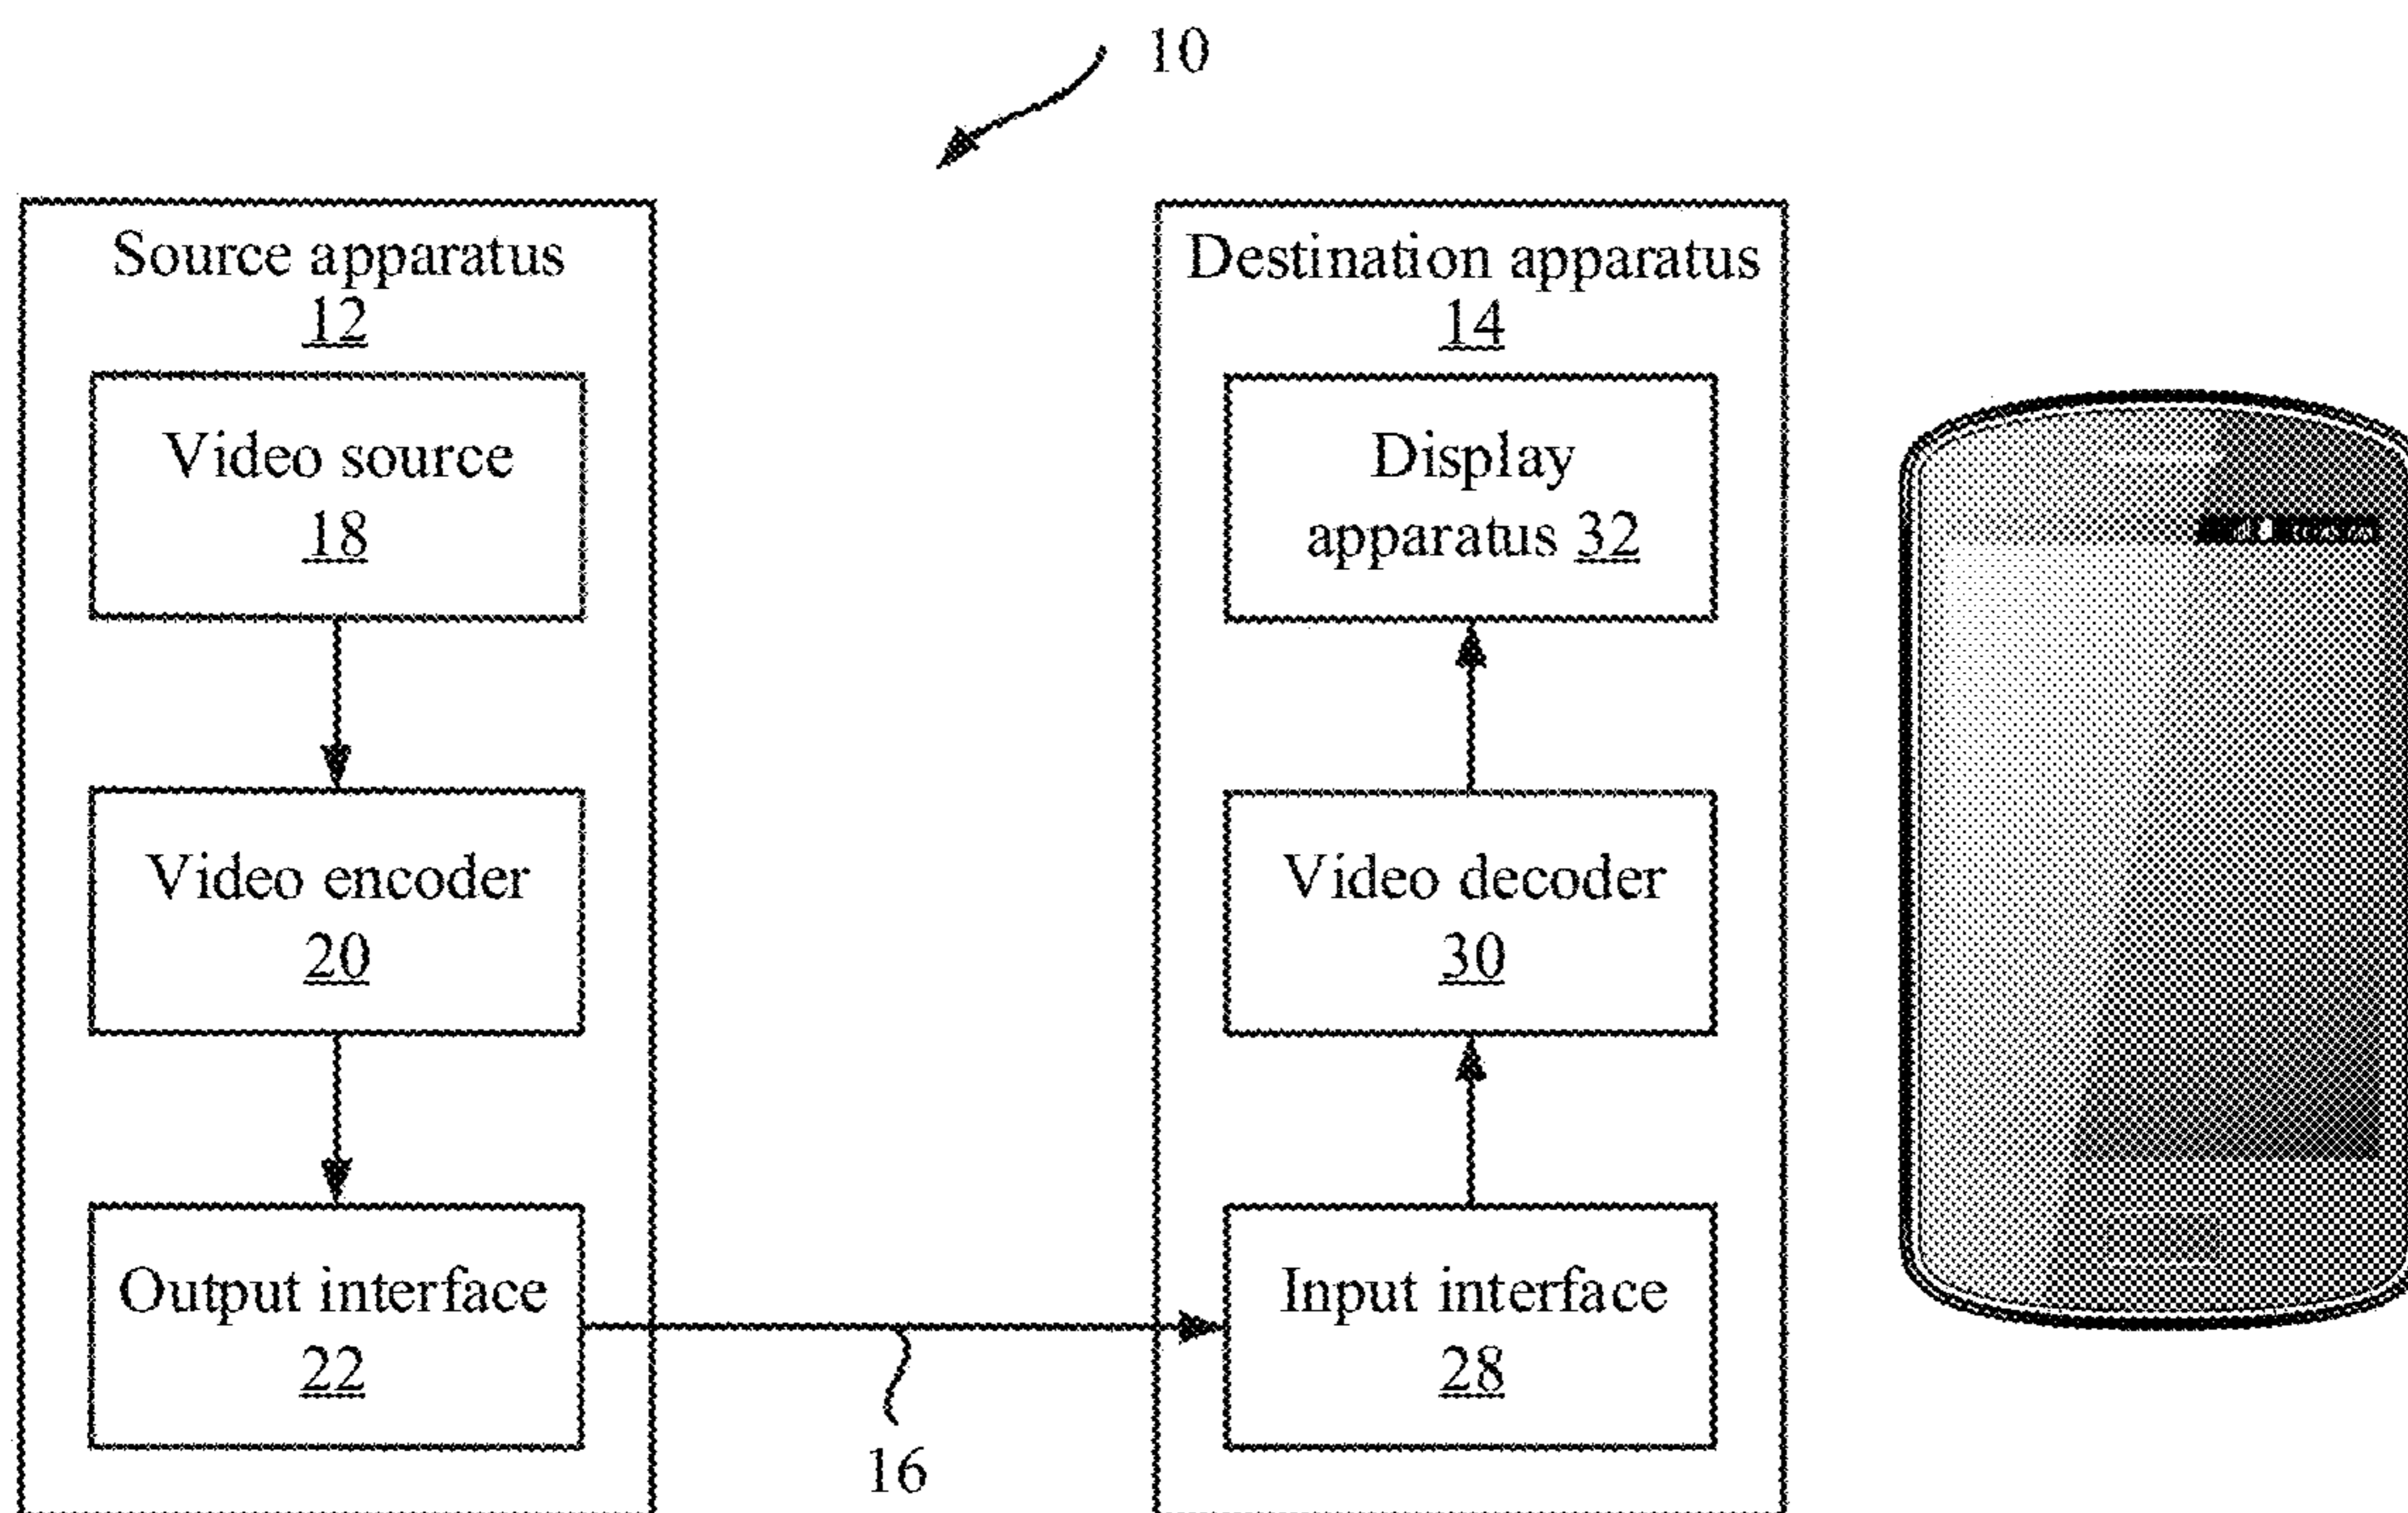 10
Source apparatus
12
Video source
18
Video encoder
20
Output interface
22
16
Destination apparatus
14
Display
apparatus 32
Video decoder
30
Input interface
28